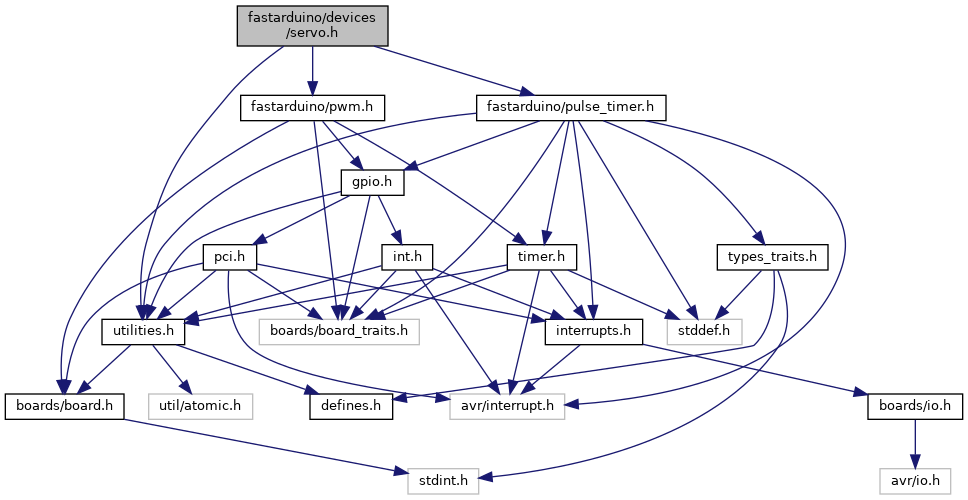 fastarduino/devices
/servo.h
fastarduino/pwm.h
fastarduino/pulse_timer.h
gpio.h
pci.h
int.h
timer.h
types_traits.h
utilities.h
boards/board_traits.h
interrupts.h
stddef.h
boards/board.h
util/atomic.h
defines.h
avr/interrupt.h
boards/io.h
stdint.h
avr/io.h